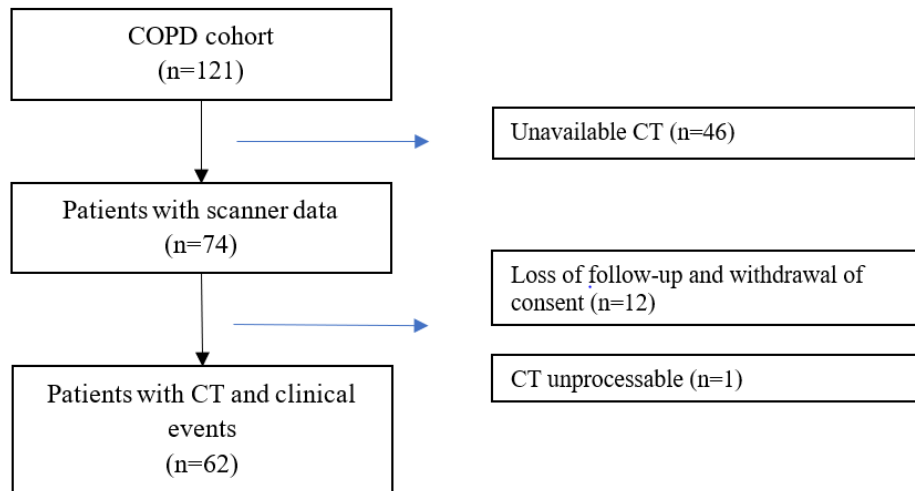 COPD cohort
(n=121)
Unavailable CT (n=46)
Patients with scanner data
(n=74)
Loss of follow-up and withdrawal of
consent (n=12)
CT unprocessable (n=1)
Patients with CT and clinical
events
(n=62)